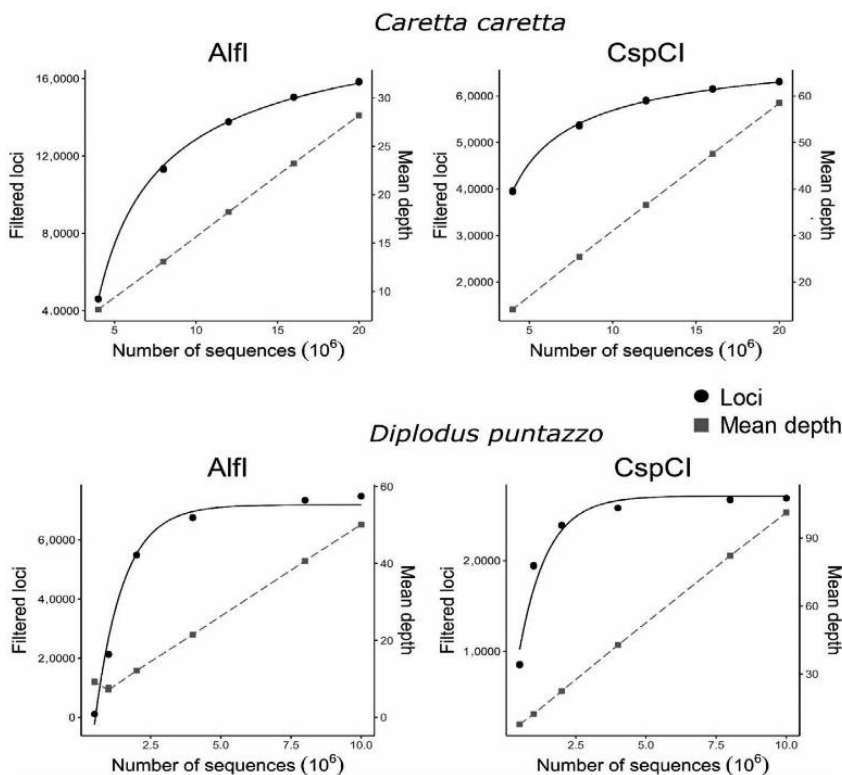 Caretta caretta
AlfI
CspCI
16,0000
12,0000
8,0000
4,0000
Filtered loci
30
25
20
15
10
Mean depth
5
10
15
20
Number of sequences (10⁶)
6,0000
5,0000
4,0000
3,0000
2,0000
Filtered loci
60
50
40
30
20
Mean depth
5
10
15
20
Number of sequences (10⁶)
Loci
Mean depth
Diplodus puntazzo
AlfI
CspCI
6,0000
4,0000
2,0000
0
Filtered loci
60
40
20
0
Mean depth
2.5
5.0
7.5
10.0
Number of sequences (10⁶)
2,0000
1,0000
Filtered loci
90
60
30
Mean depth
2.5
5.0
7.5
10.0
Number of sequences (10⁶)